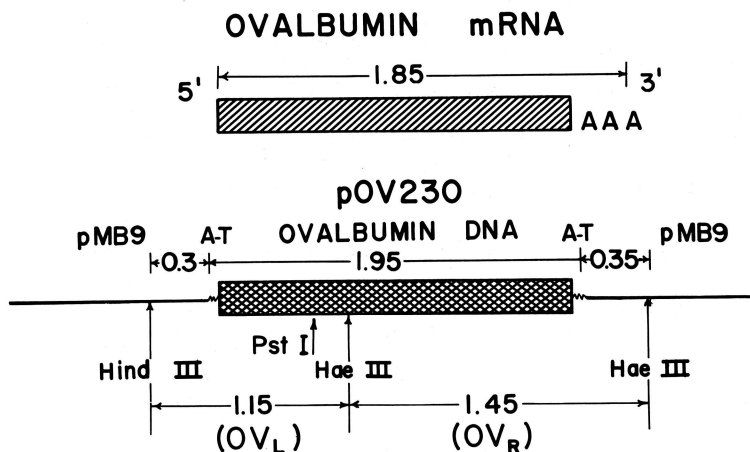 OVALBUMIN mRNA
1.85
5' 3'
AAA
pOV230
pMB9 A-T OVALBUMIN DNA A-T pMB9
0.3 1.95 0.35
Pst I
Hind III Hae III Hae III
1.15 1.45
(OVL) (OVR)